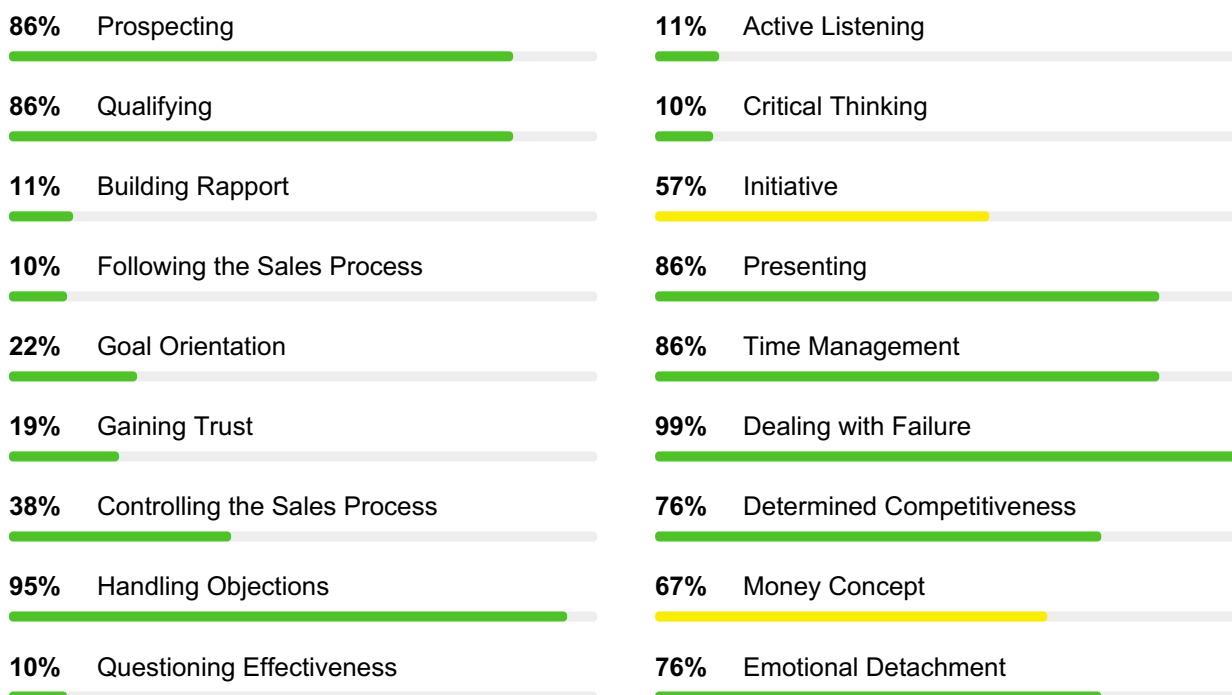 86% Prospecting
86% Qualifying
11% Building Rapport
10% Following the Sales Process
22% Goal Orientation
19% Gaining Trust
38% Controlling the Sales Process
95% Handling Objections
10% Questioning Effectiveness
11% Active Listening
10% Critical Thinking
57% Initiative
86% Presenting
86% Time Management
99% Dealing with Failure
76% Determined Competitiveness
67% Money Concept
76% Emotional Detachment